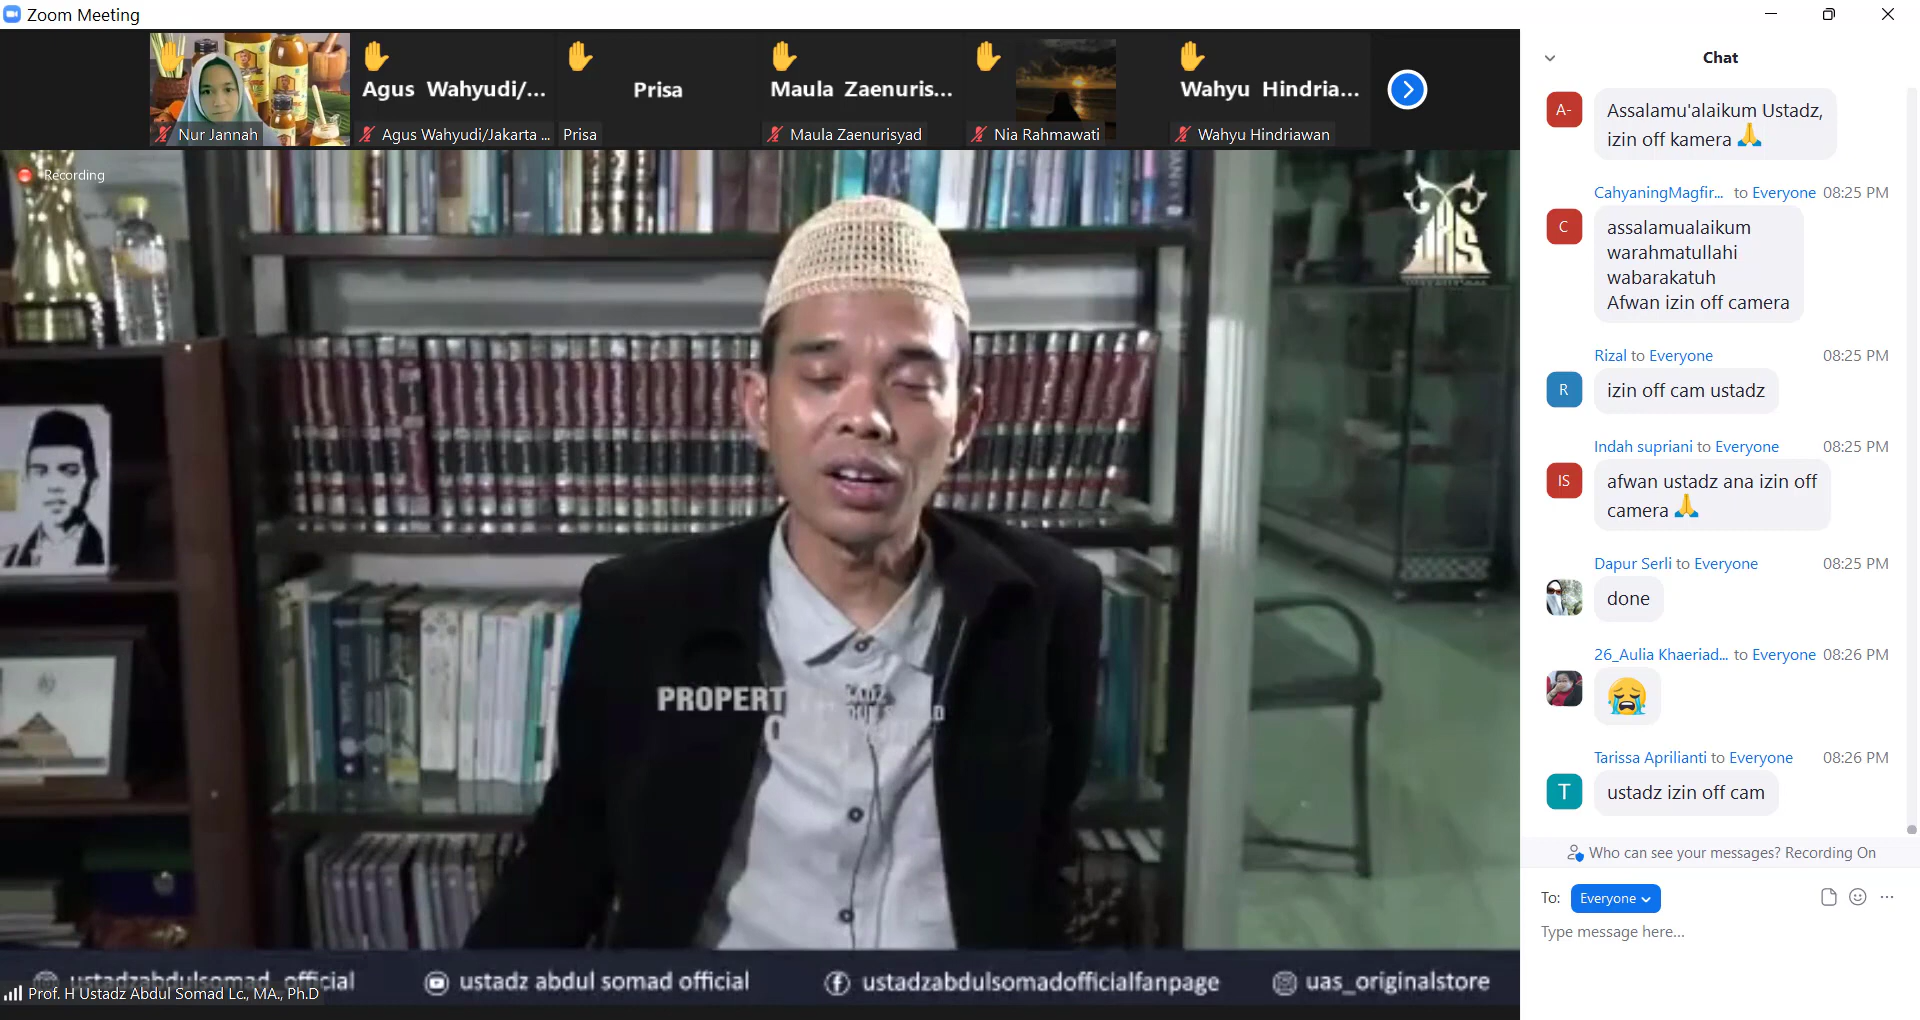 Zoom Meeting
Agus Wahyudi/...
Prisa
Maula Zaenuris...
Wahyu Hindria...
Nur Jannah
Agus Wahyudi/Jakarta ...
Prisa
Maula Zaenurisyad
Nia Rahmawati
Wahyu Hindriawan
Recording
UAS
PROPERT
ustadzabdulsomad_official
ustadz abdul somad official
ustadzabdulsomadofficialfanpage
uas_originalstore
Prof. H Ustadz Abdul Somad Lc., MA., Ph.D
Chat
A-
Assalamu'alaikum Ustadz,
izin off kamera 🙏
CahyaningMagfir... to Everyone 08:25 PM
C
assalamualaikum
warahmatullahi
wabarakatuh
Afwan izin off camera
Rizal to Everyone 08:25 PM
R
izin off cam ustadz
Indah supriani to Everyone 08:25 PM
IS
afwan ustadz ana izin off
camera 🙏
Dapur Serli to Everyone 08:25 PM
done
26_Aulia Khaeriad... to Everyone 08:26 PM
😭
Tarissa Aprilianti to Everyone 08:26 PM
T
ustadz izin off cam
Who can see your messages? Recording On
To: Everyone
Type message here...